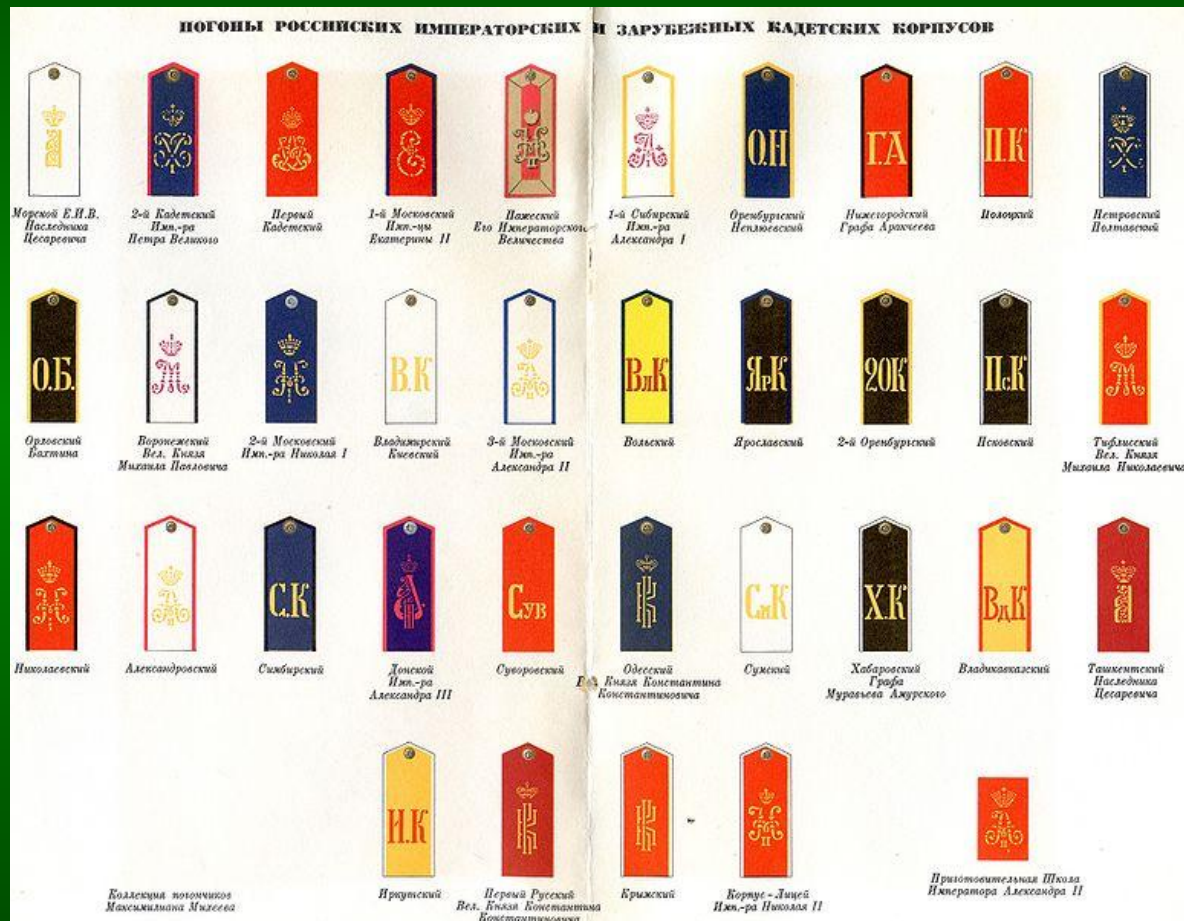 ПОГОНЫ РОССИЙСКИХ ИМПЕРАТОРСКИХ И ЗАРУБЕЖНЫХ КАДЕТСКИХ КОРПУСОВ
О.Н
Г.А
П.К
Морской Е.И.В.
Наследника
Цесаревича
2-й Кадетский
Имп.-ра
Петра Великого
Первый
Кадетский
1-й Московский
Имп.-цы
Екатерины II
Пажеский
Его Императорского
Величества
1-й Сибирский
Имп.-ра
Александра I
Оренбургский
Неплюевский
Нижегородский
Графа Аракчеева
Полоцкий
Петровский
Полтавский
О.Б.
В.К
ВлК
ЯрК
2ОК
ПсК
Орловский
Бахтина
Воронежский
Вел. Князя
Михаила Павловича
2-й Московский
Имп.-ра Николая I
Владимирский
Киевский
3-й Московский
Имп.-ра
Александра II
Вольский
Ярославский
2-й Оренбургский
Псковский
Тифлисский
Вел. Князя
Михаила Николаевича
С.К
Сув
СмК
Х.К
ВдК
Николаевский
Александровский
Симбирский
Донской
Имп.-ра
Александра III
Суворовский
Одесский
Князя Константина
Константиновича
Сумский
Хабаровский
Графа
Муравьева Амурского
Владикавказский
Ташкентский
Наследника
Цесаревича
И.К
Коллекция погончиков
Максимилиана Михеева
Иркутский
Первый Русский
Вел. Князя Константина
Константиновича
Крымский
Корпус-Лицей
Имп.-ра Николая II
Приготовительная Школа
Императора Александра II